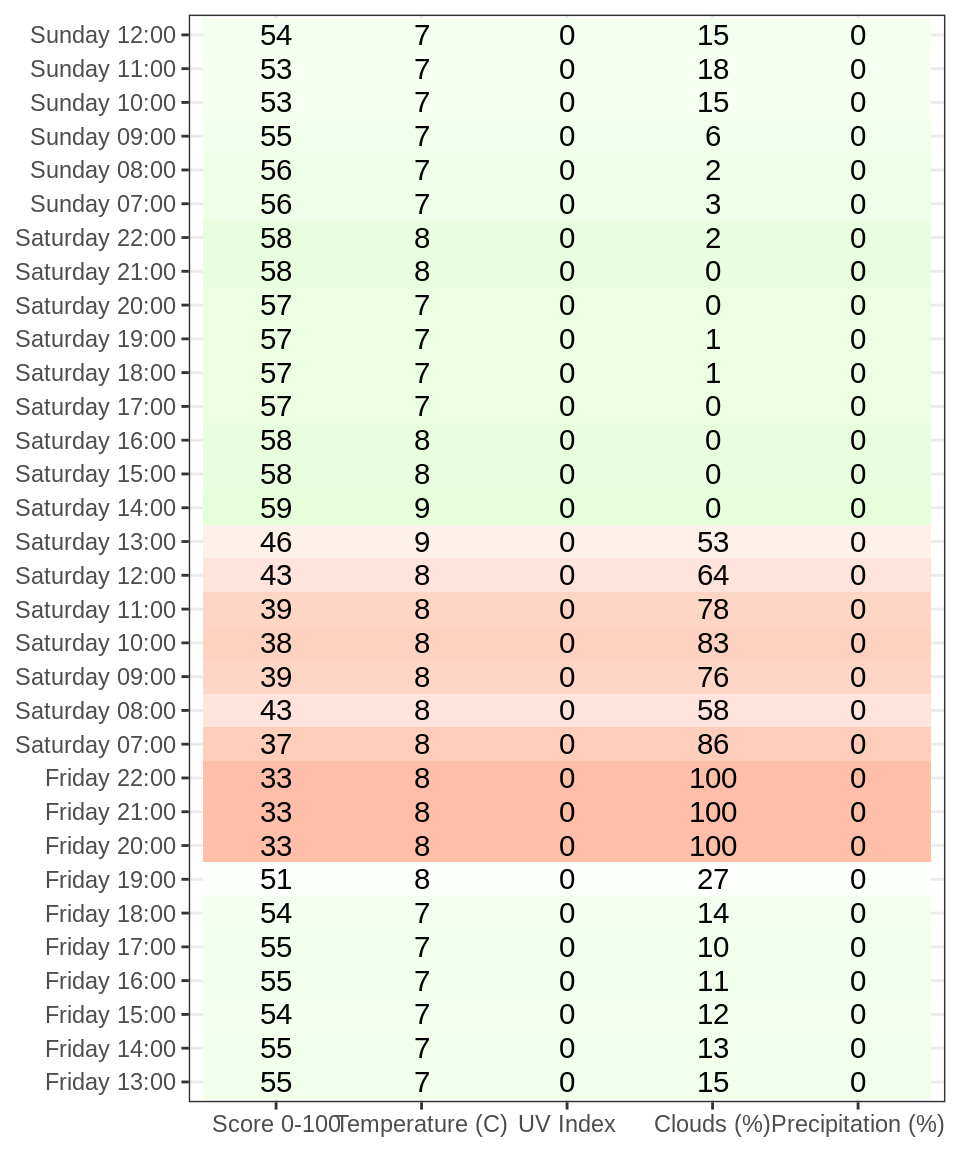 Sunday 12:00 54 7 0 15 0
Sunday 11:00 53 7 0 18 0
Sunday 10:00 53 7 0 15 0
Sunday 09:00 55 7 0 6 0
Sunday 08:00 56 7 0 2 0
Sunday 07:00 56 7 0 3 0
Saturday 22:00 58 8 0 2 0
Saturday 21:00 58 8 0 0 0
Saturday 20:00 57 7 0 0 0
Saturday 19:00 57 7 0 1 0
Saturday 18:00 57 7 0 1 0
Saturday 17:00 57 7 0 0 0
Saturday 16:00 58 8 0 0 0
Saturday 15:00 58 8 0 0 0
Saturday 14:00 59 9 0 0 0
Saturday 13:00 46 9 0 53 0
Saturday 12:00 43 8 0 64 0
Saturday 11:00 39 8 0 78 0
Saturday 10:00 38 8 0 83 0
Saturday 09:00 39 8 0 76 0
Saturday 08:00 43 8 0 58 0
Saturday 07:00 37 8 0 86 0
Friday 22:00 33 8 0 100 0
Friday 21:00 33 8 0 100 0
Friday 20:00 33 8 0 100 0
Friday 19:00 51 8 0 27 0
Friday 18:00 54 7 0 14 0
Friday 17:00 55 7 0 10 0
Friday 16:00 55 7 0 11 0
Friday 15:00 54 7 0 12 0
Friday 14:00 55 7 0 13 0
Friday 13:00 55 7 0 15 0
Score 0-100 Temperature (C) UV Index Clouds (%) Precipitation (%)